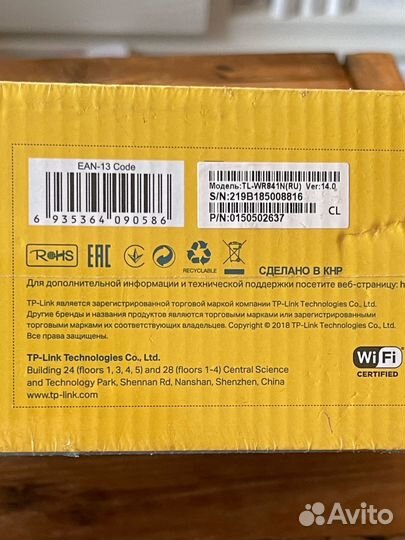 EAN-13 Code
6 935364 090586
Модель:TL-WR841N(RU) Ver:14.0
S/N:219B185008816
P/N:0150502637
CL
RoHS
EAC
RECYCLABLE
СДЕЛАНО В КНР
Для дополнительной информации и технической поддержки посетите веб-страницу: h
TP-Link является зарегистрированной торговой маркой компании TP-Link Technologies Co., Ltd.
Другие бренды и названия продуктов являются торговыми марками или зарегистрированными
торговыми марками их соответствующих владельцев. Copyright © 2018 TP-Link Technologies Co., Ltd.
Все права защищены.
TP-Link Technologies Co., Ltd.
Building 24 (floors 1, 3, 4, 5) and 28 (floors 1-4) Central Science
and Technology Park, Shennan Rd, Nanshan, Shenzhen, China
www.tp-link.com
Wi Fi
CERTIFIED
Avito